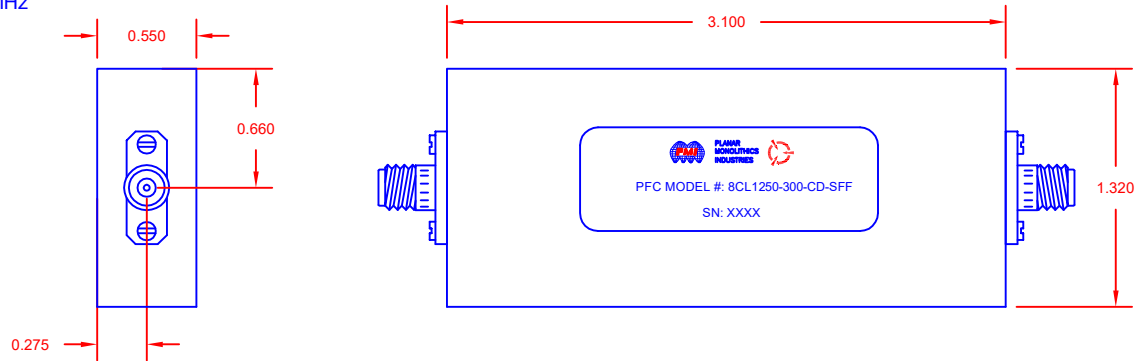 0.550
3.100
0.660
PMI
PLANAR
MONOLITHICS
INDUSTRIES
PFC MODEL #: 8CL1250-300-CD-SFF
SN: XXXX
1.320
0.275